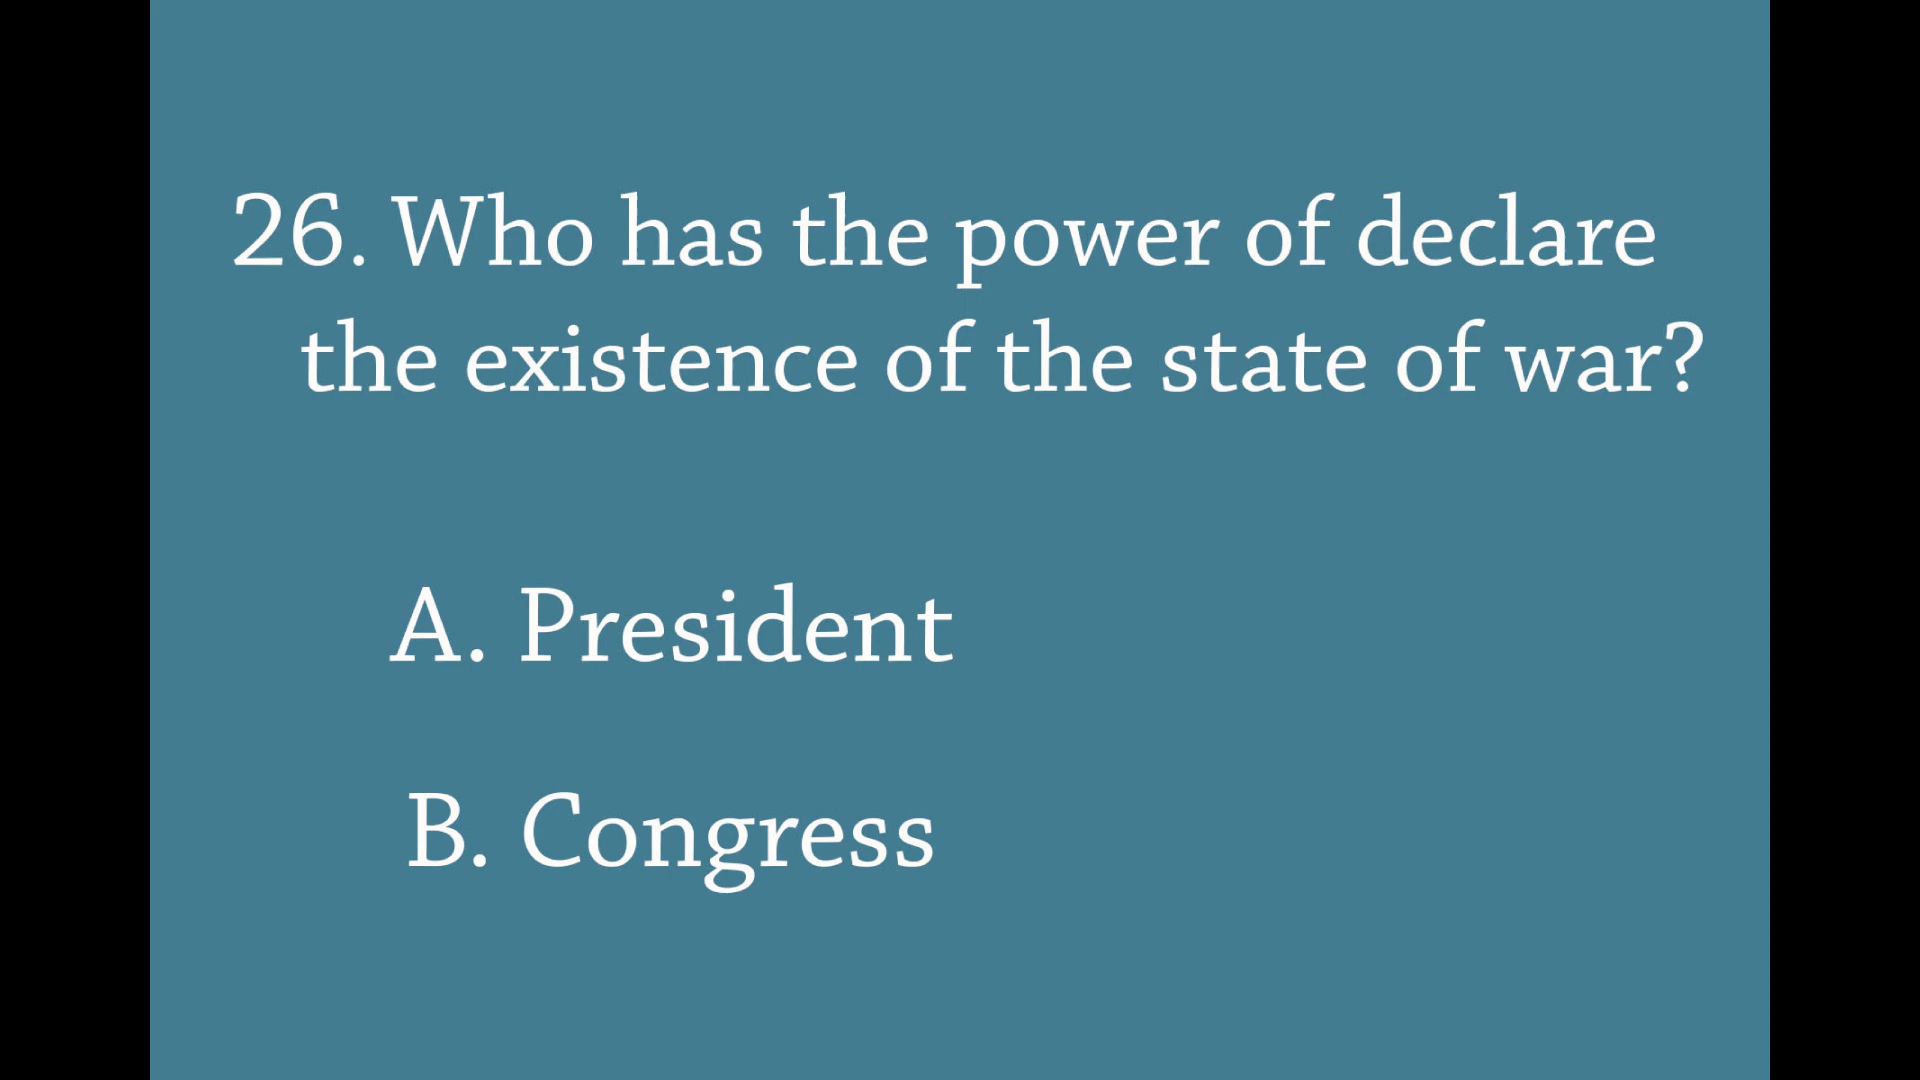 26. Who has the power of declare
the existence of the state of war?
A. President
B. Congress